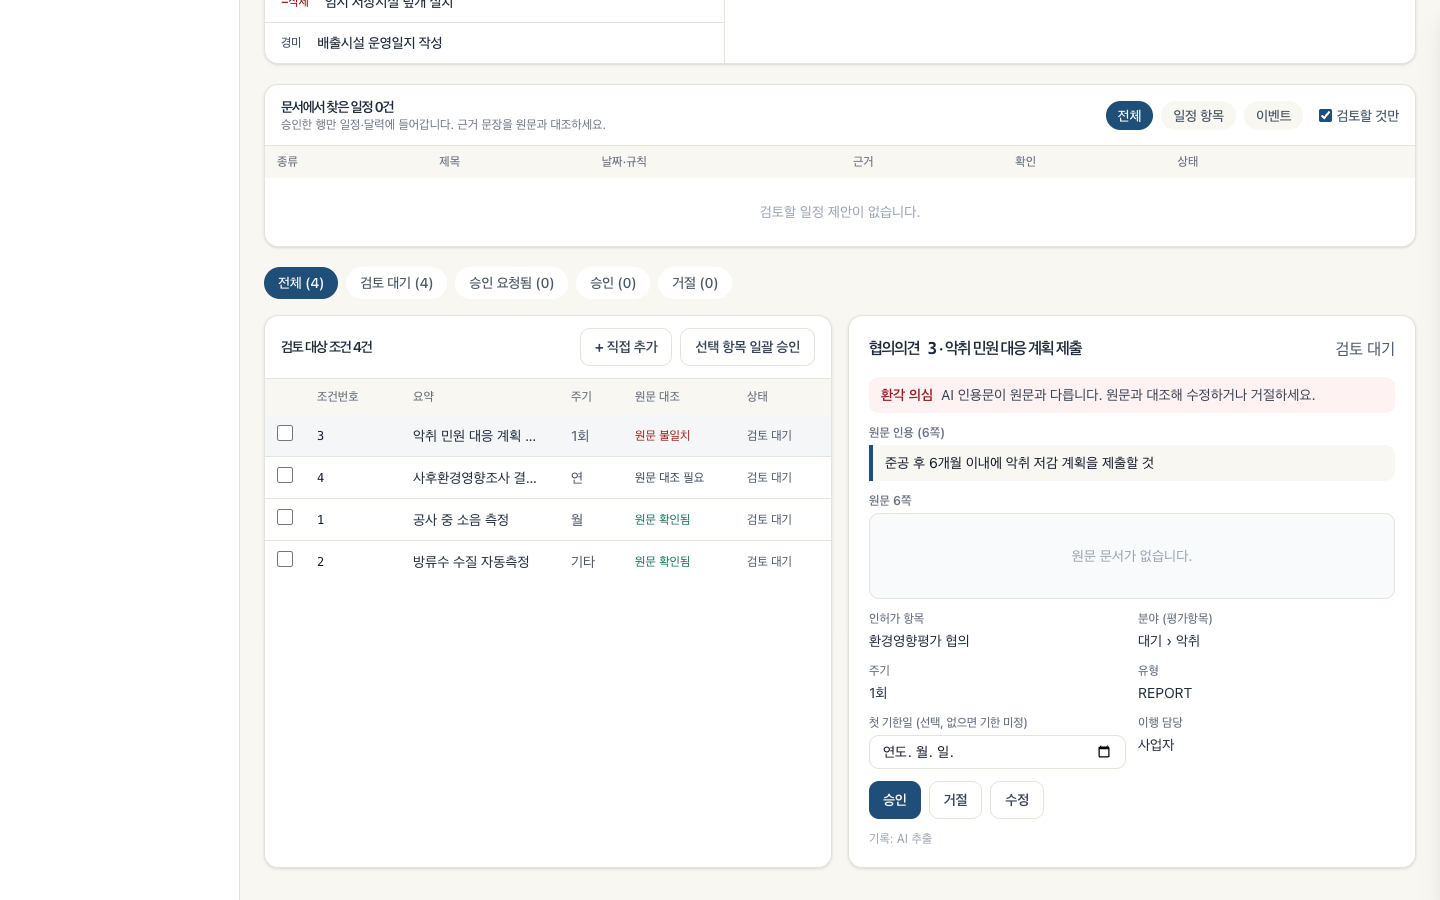 –삭제 임시 저장시설 덮개 설치
경미 배출시설 운영일지 작성
문서에서 찾은 일정 0건
승인한 행만 일정·달력에 들어갑니다. 근거 문장을 원문과 대조하세요.
전체 일정 항목 이벤트 검토할 것만
종류 제목 날짜·규칙 근거 확인 상태
검토할 일정 제안이 없습니다.
전체 (4) 검토 대기 (4) 승인 요청됨 (0) 승인 (0) 거절 (0)
검토 대상 조건 4건
+ 직접 추가 선택 항목 일괄 승인
조건번호 요약 주기 원문 대조 상태
3 악취 민원 대응 계획 ... 1회 원문 불일치 검토 대기
4 사후환경영향조사 결... 연 원문 대조 필요 검토 대기
1 공사 중 소음 측정 월 원문 확인됨 검토 대기
2 방류수 수질 자동측정 기타 원문 확인됨 검토 대기
협의의견 3 · 악취 민원 대응 계획 제출 검토 대기
환각 의심 AI 인용문이 원문과 다릅니다. 원문과 대조해 수정하거나 거절하세요.
원문 인용 (6쪽)
준공 후 6개월 이내에 악취 저감 계획을 제출할 것
원문 6쪽
원문 문서가 없습니다.
인허가 항목 분야 (평가항목)
환경영향평가 협의 대기 › 악취
주기 유형
1회 REPORT
첫 기한일 (선택, 없으면 기한 미정) 이행 담당
연도. 월. 일. 사업자
승인 거절 수정
기록: AI 추출